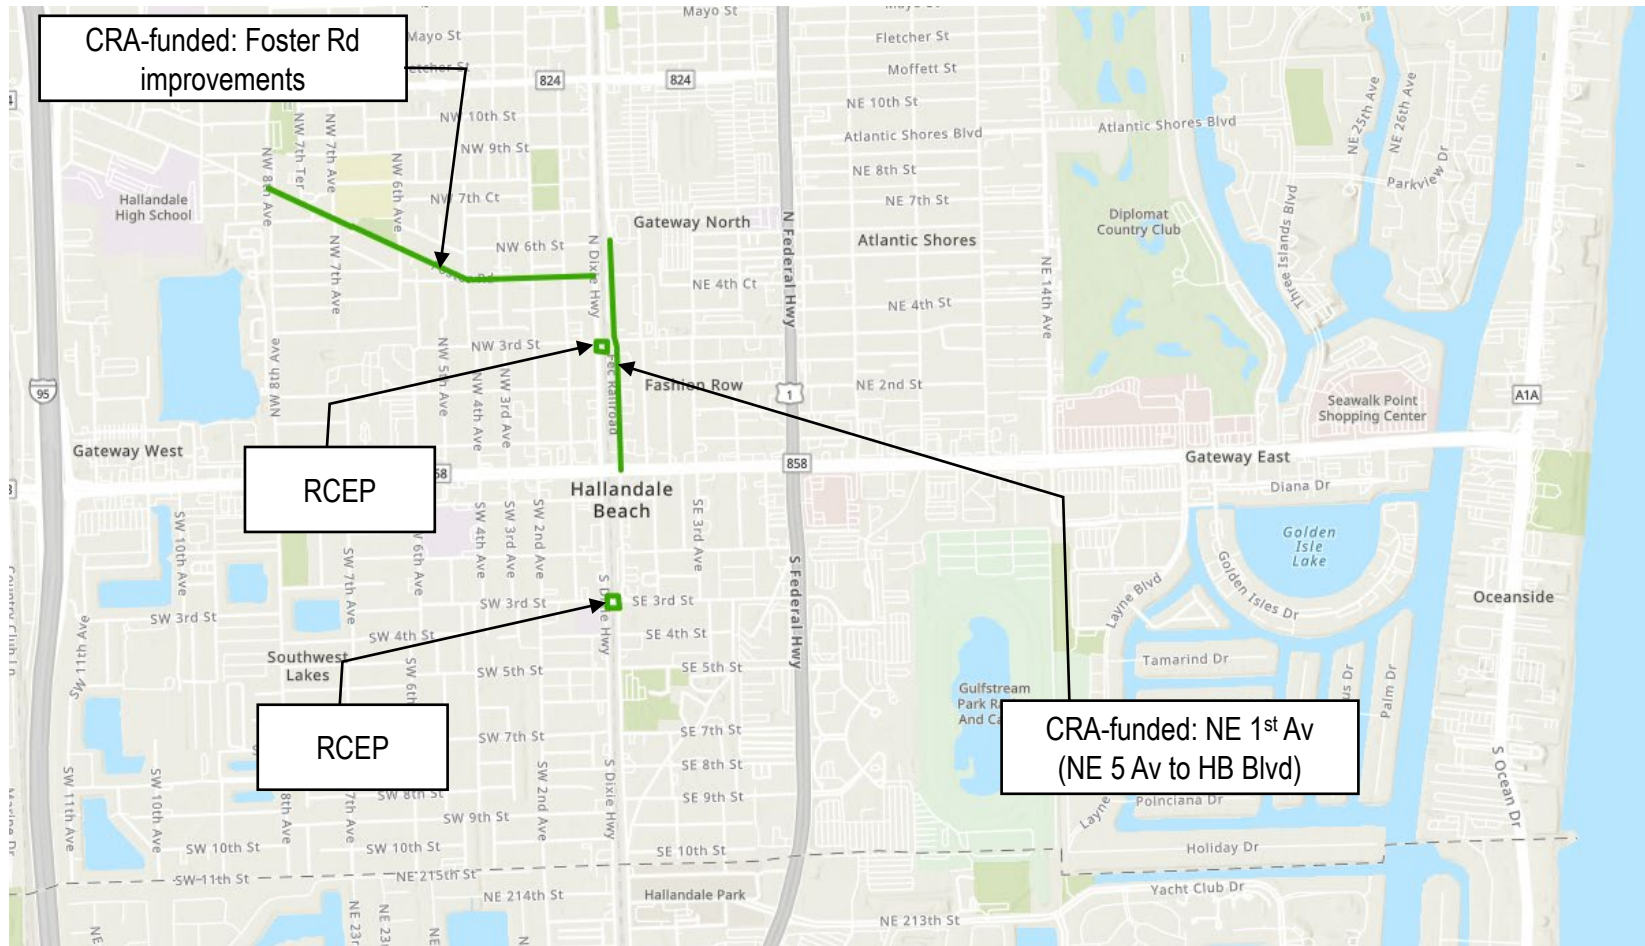 CRA-funded: Foster Rd
improvements
Mayo St
Mayo St
Fletcher St
Moffett St
824
824
NE 10th St
NW 10th St
Atlantic Shores Blvd
Atlantic Shores Blvd
NW 9th St
NE 8th St
NW 7th Ct
NE 7th St
NW 7th Ter
NW 7th Ave
NW 8th Ave
NW 6th Ave
NE 25th Ave
NE 26th Ave
Parkview Dr
Three Islands Blvd
Hallandale
High School
Diplomat
Country Club
Gateway North
Atlantic Shores
N Federal Hwy
NW 6th St
N Dixie Hwy
NW 7th Ave
NE 14th Ave
NE 4th Ct
NE 4th St
NW 3rd St
NW 8th Ave
NW 5th Ave
NW 4th Ave
NW 3rd Ave
Fec Railroad
Fashion Row
NE 2nd St
1
95
Seawalk Point
Shopping Center
A1A
Gateway West
RCEP
858
Gateway East
Diana Dr
Hallandale
Beach
Golden
Isle
Lake
Golden Isles Dr
SW 10th Ave
SW 4th Ave
SW 3rd Ave
SW 2nd Ave
SE 3rd Ave
SW 7th Ave
S Federal Hwy
Layne Blvd
Oceanside
SW 3rd St
SW 3rd St
SE 3rd St
SW 11th Ave
SW 4th St
SE 4th St
S Dixie Hwy
Southwest
Lakes
SW 5th St
SE 5th St
Tamarind Dr
Palm Dr
Gulfstream
RCEP
CRA-funded: NE 1st Av
(NE 5 Av to HB Blvd)
SW 7th St
SE 7th St
SE 8th St
SW 8th St
SE 9th St
SW 9th St
S Dixie Hwy
SW 2nd Ave
SW 11th Ave
SW 10th Ave
Poinciana Dr
S Ocean Dr
SW 10th St
SW 10th St
SE 10th St
Holiday Dr
SW 11th St
NE 215th St
NE 214th St
Hallandale Park
Yacht Club Dr
NE 213th St